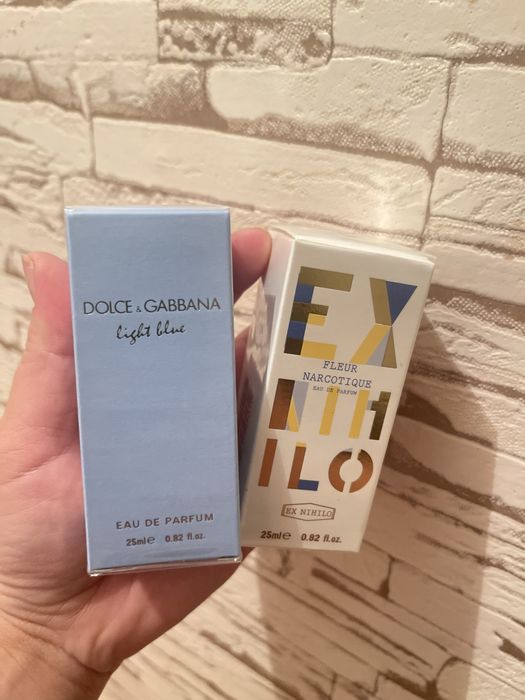 DOLCE & GABBANA
light blue
EAU DE PARFUM
25ml e 0.82 fl.oz.
EX
FLEUR
NARCOTIQUE
EAU DE PARFUM
NIH
ILO
EX NIHILO
25ml e 0.82 fl.oz.